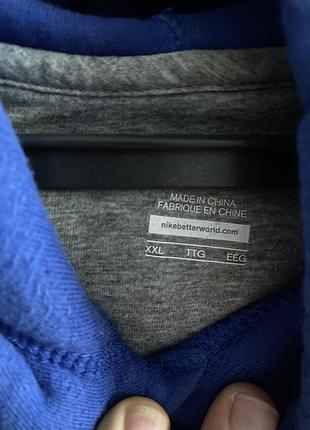 MADE IN CHINA
FABRIQUE EN CHINE
nikebetterworld.com
XXL TTG EEG